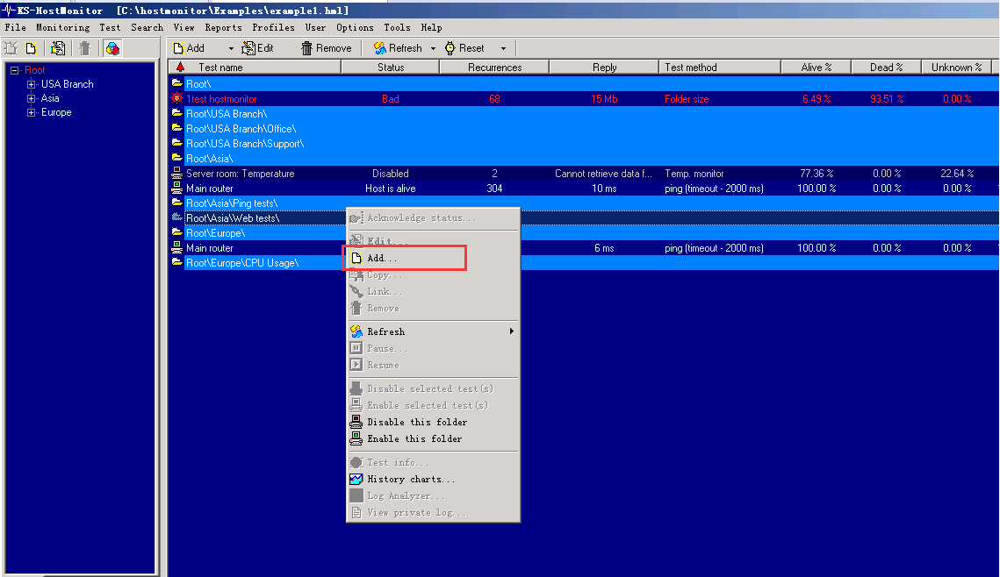 KS-HostMonitor [C:\hostmonitor\Examples\example1.hml]
File Monitoring Test Search View Reports Profiles User Options Tools Help
Add Edit Remove Refresh Reset
Root
USA Branch
Asia
Europe
Test name Status Recurrences Reply Test method Alive % Dead % Unknown %
Root\
1test hostmonitor Bad 68 15 Mb Folder size 6.49 % 93.51 % 0.00 %
Root\USA Branch\
Root\USA Branch\Office\
Root\USA Branch\Support\
Root\Asia\
Server room: Temperature Disabled 2 Cannot retrieve data f... Temp. monitor 77.36 % 0.00 % 22.64 %
Main router Host is alive 304 10 ms ping (timeout - 2000 ms) 100.00 % 0.00 % 0.00 %
Root\Asia\Ping tests\
Root\Asia\Web tests\
Root\Europe\
Main router 6 ms ping (timeout - 2000 ms) 100.00 % 0.00 % 0.00 %
Root\Europe\CPU Usage\
Acknowledge status...
Edit...
Add...
Copy...
Link...
Remove
Refresh
Pause...
Resume
Disable selected test(s)
Enable selected test(s)
Disable this folder
Enable this folder
Test info...
History charts...
Log Analyzer...
View private log...